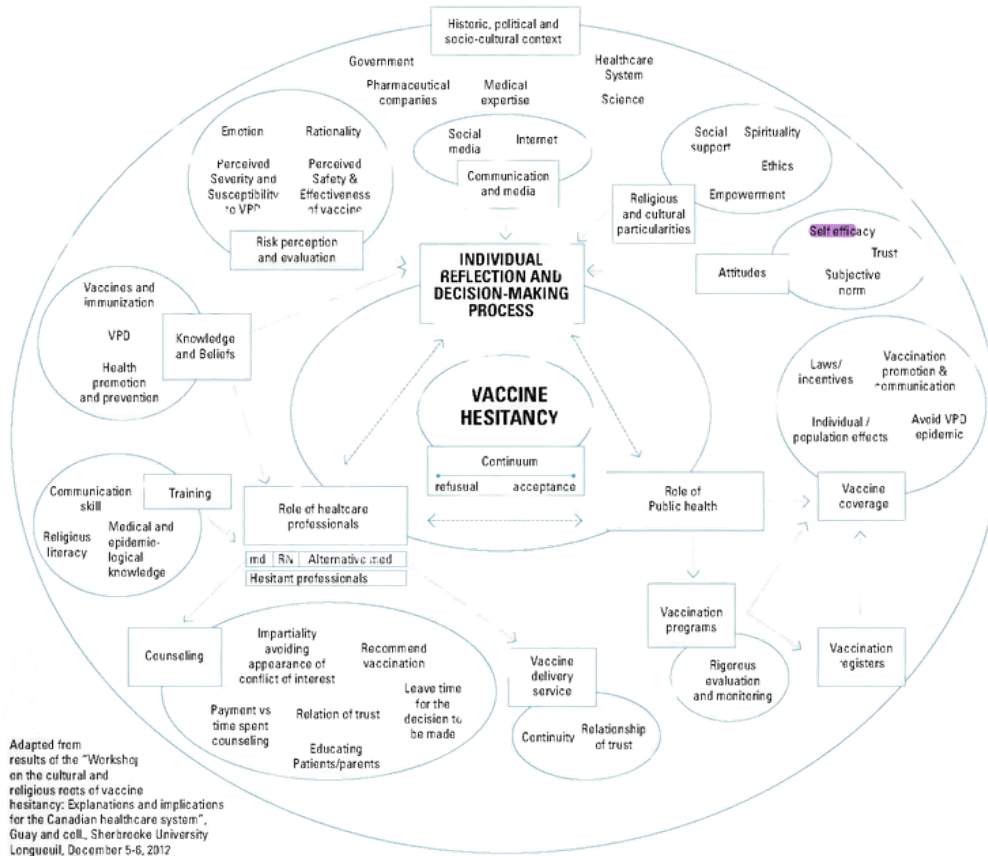 Historic, political and
socio-cultural context
Government
Healthcare
System
Pharmaceutical
companies
Medical
expertise
Science
Emotion
Rationality
Perceived
Severity and
Susceptibility
to VPD
Perceived
Safety &
Effectiveness
of vaccine
Risk perception
and evaluation
Social
media
Internet
Communication
and media
Social
support
Spirituality
Ethics
Empowerment
Religious
and cultural
particularities
Self efficacy
Trust
Subjective
norm
Attitudes
INDIVIDUAL
REFLECTION AND
DECISION-MAKING
PROCESS
Vaccines and
immunization
VPD
Health
promotion
and prevention
Knowledge
and Beliefs
VACCINE
HESITANCY
Continuum
refusual acceptance
Laws/
incentives
Vaccination
promotion &
communication
Individual /
population effects
Avoid VPD
epidemic
Vaccine
coverage
Communication
skill
Training
Religious
literacy
Medical and
epidemio-
logical
knowledge
Role of healtcare
professionals
md RN Alternative med
Hesitant professionals
Role of
Public health
Vaccination
programs
Rigorous
evaluation
and monitoring
Vaccination
registers
Counseling
Impartiality
avoiding
appearance of
conflict of interest
Recommend
vaccination
Payment vs
time spent
counseling
Relation of trust
Leave time
for the
decision to
be made
Educating
Patients/parents
Vaccine
delivery
service
Continuity
Relationship
of trust
Adapted from
results of the "Workshop
on the cultural and
religious roots of vaccine
hesitancy: Explanations and implications
for the Canadian healthcare system",
Guay and coll., Sherbrooke University
Longueuil, December 5-6, 2012